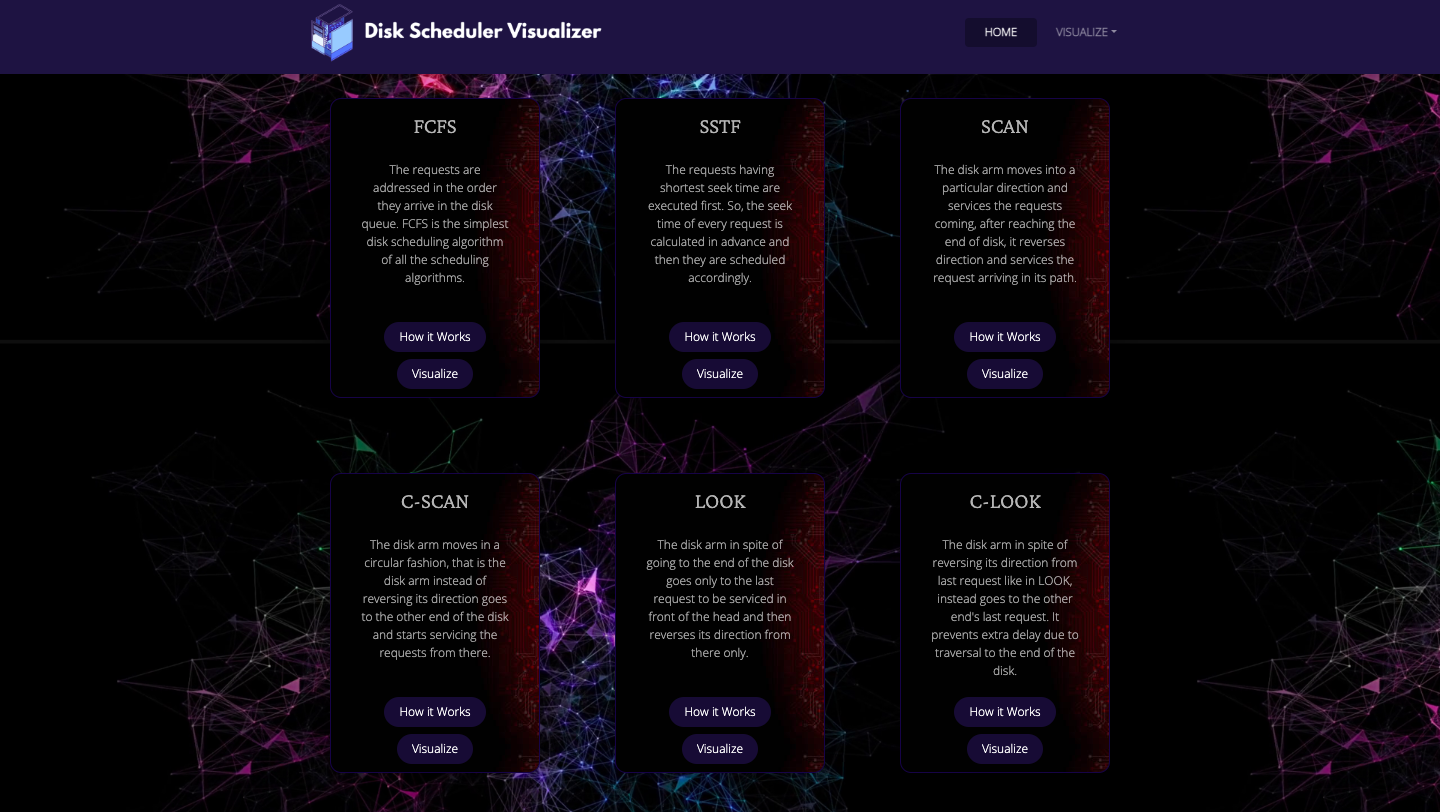 Disk Scheduler Visualizer
HOME
VISUALIZE
FCFS
The requests are
addressed in the order
they arrive in the disk
queue. FCFS is the simplest
disk scheduling algorithm
of all the scheduling
algorithms.
How it Works
Visualize
SSTF
The requests having
shortest seek time are
executed first. So, the seek
time of every request is
calculated in advance and
then they are scheduled
accordingly.
How it Works
Visualize
SCAN
The disk arm moves into a
particular direction and
services the requests
coming, after reaching the
end of disk, it reverses
direction and services the
request arriving in its path.
How it Works
Visualize
C-SCAN
The disk arm moves in a
circular fashion, that is the
disk arm instead of
reversing its direction goes
to the other end of the disk
and starts servicing the
requests from there.
How it Works
Visualize
LOOK
The disk arm in spite of
going to the end of the disk
goes only to the last
request to be serviced in
front of the head and then
reverses its direction from
there only.
How it Works
Visualize
C-LOOK
The disk arm in spite of
reversing its direction from
last request like in LOOK,
instead goes to the other
end's last request. It
prevents extra delay due to
traversal to the end of the
disk.
How it Works
Visualize